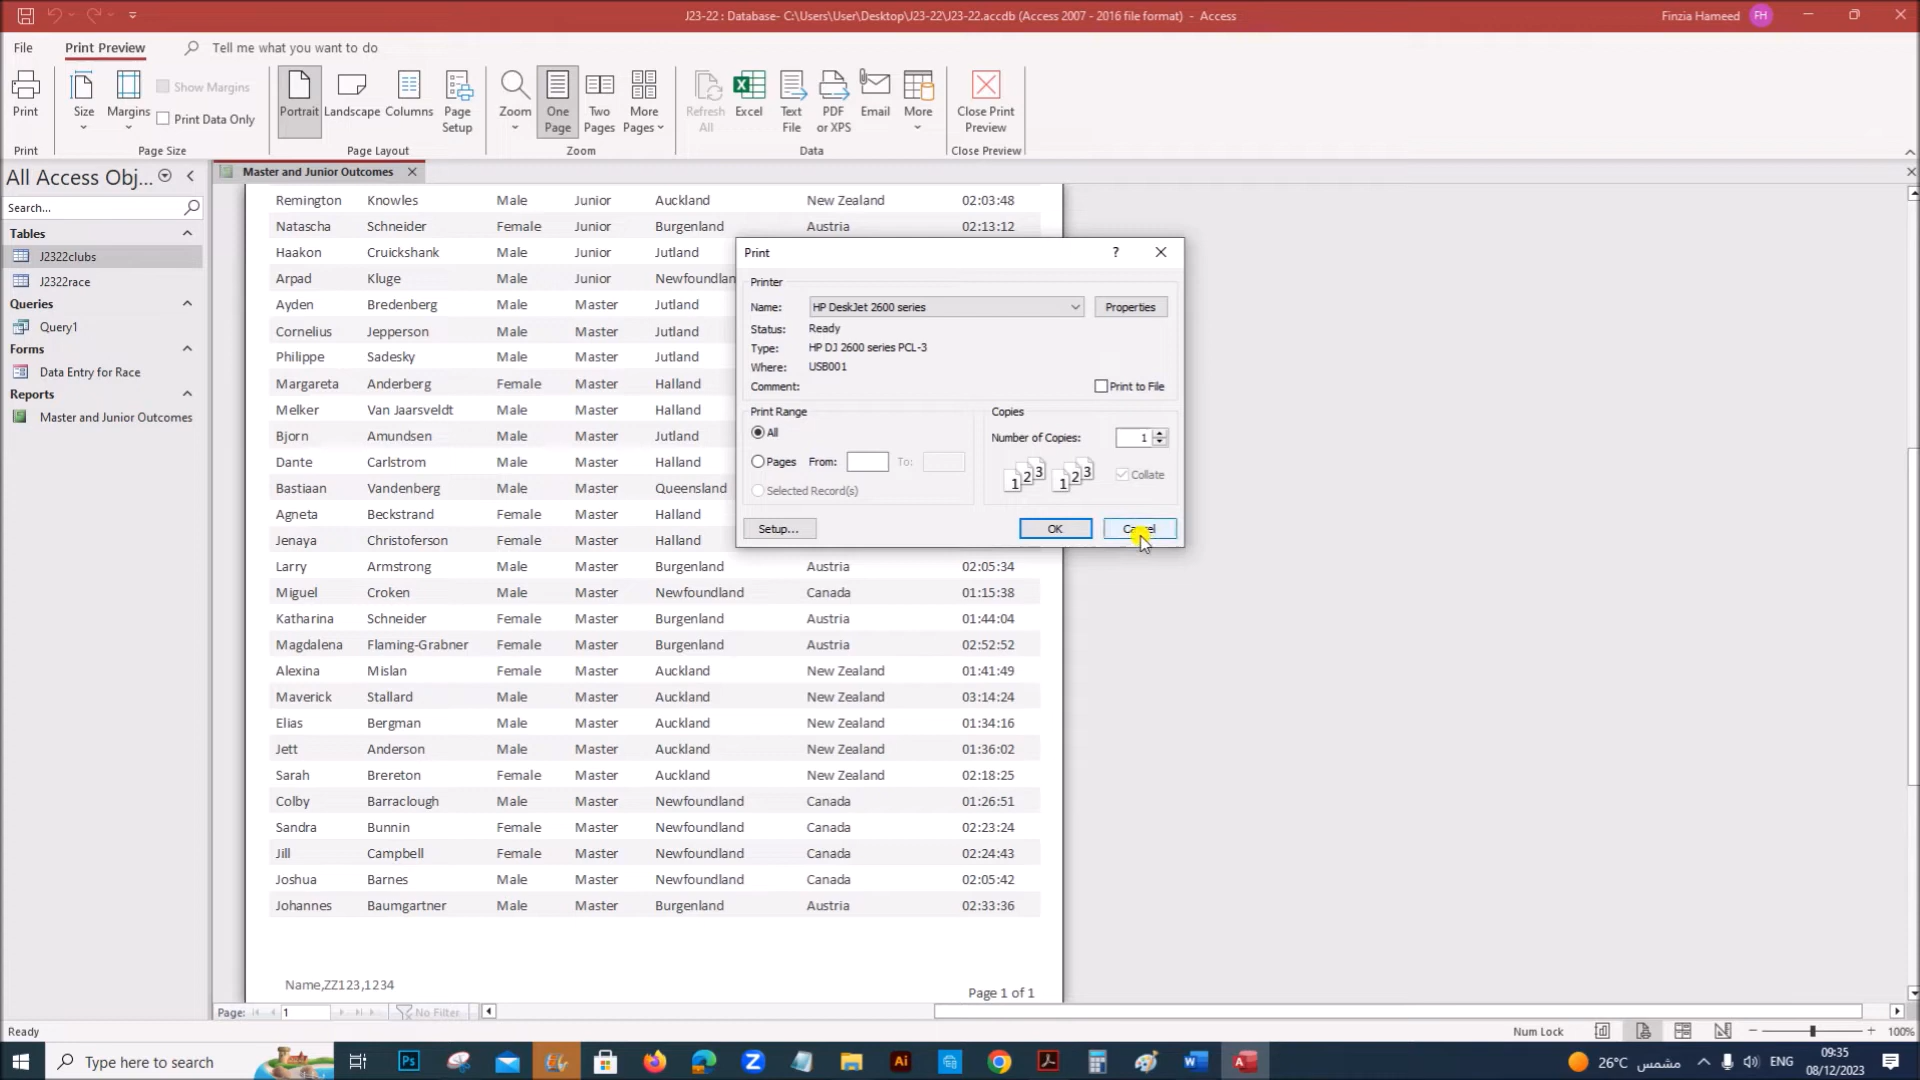 J23-22 : Database- C:\Users\User\Desktop\J23-22\J23-22.accdb (Access 2007 - 2016 file format) - Access
Finzia Hameed FH
File Print Preview Tell me what you want to do
Print
Size
Margins
Show Margins
Print Data Only
Portrait
Landscape
Columns
Page Setup
Zoom
One Page
Two Pages
More Pages
Refresh All
Excel
Text File
PDF or XPS
Email
More
Close Print Preview
Print Page Size Page Layout Zoom Data Close Preview
All Access Obj...
Search...
Tables
J2322clubs
J2322race
Queries
Query1
Forms
Data Entry for Race
Reports
Master and Junior Outcomes
Master and Junior Outcomes
Remington Knowles Male Junior Auckland New Zealand 02:03:48
Natascha Schneider Female Junior Burgenland Austria 02:13:12
Haakon Cruickshank Male Junior Jutland
Arpad Kluge Male Junior Newfoundlan
Ayden Bredenberg Male Master Jutland
Cornelius Jepperson Male Master Jutland
Philippe Sadesky Male Master Jutland
Margareta Anderberg Female Master Halland
Melker Van Jaarsveldt Male Master Halland
Bjorn Amundsen Male Master Jutland
Dante Carlstrom Male Master Halland
Bastiaan Vandenberg Male Master Queensland
Agneta Beckstrand Female Master Halland
Jenaya Christoferson Female Master Halland
Larry Armstrong Male Master Burgenland Austria 02:05:34
Miguel Croken Male Master Newfoundland Canada 01:15:38
Katharina Schneider Female Master Burgenland Austria 01:44:04
Magdalena Flaming-Grabner Female Master Burgenland Austria 02:52:52
Alexina Mislan Female Master Auckland New Zealand 01:41:49
Maverick Stallard Male Master Auckland New Zealand 03:14:24
Elias Bergman Male Master Auckland New Zealand 01:34:16
Jett Anderson Male Master Auckland New Zealand 01:36:02
Sarah Brereton Female Master Auckland New Zealand 02:18:25
Colby Barraclough Male Master Newfoundland Canada 01:26:51
Sandra Bunnin Female Master Newfoundland Canada 02:23:24
Jill Campbell Female Master Newfoundland Canada 02:24:43
Joshua Barnes Male Master Newfoundland Canada 02:05:42
Johannes Baumgartner Male Master Burgenland Austria 02:33:36
Name,ZZ123,1234
Page 1 of 1
Print ?
Printer
Name: HP DeskJet 2600 series Properties
Status: Ready
Type: HP DJ 2600 series PCL-3
Where: USB001
Comment: Print to File
Print Range
All
Pages From: To:
Selected Record(s)
Copies
Number of Copies: 1
1 2 3 1 2 3 Collate
Setup... OK
Page: 1 No Filter
Ready Num Lock 100%
Type here to search
Ps Ai W A
26°C مشمس ENG 09:35
08/12/2023